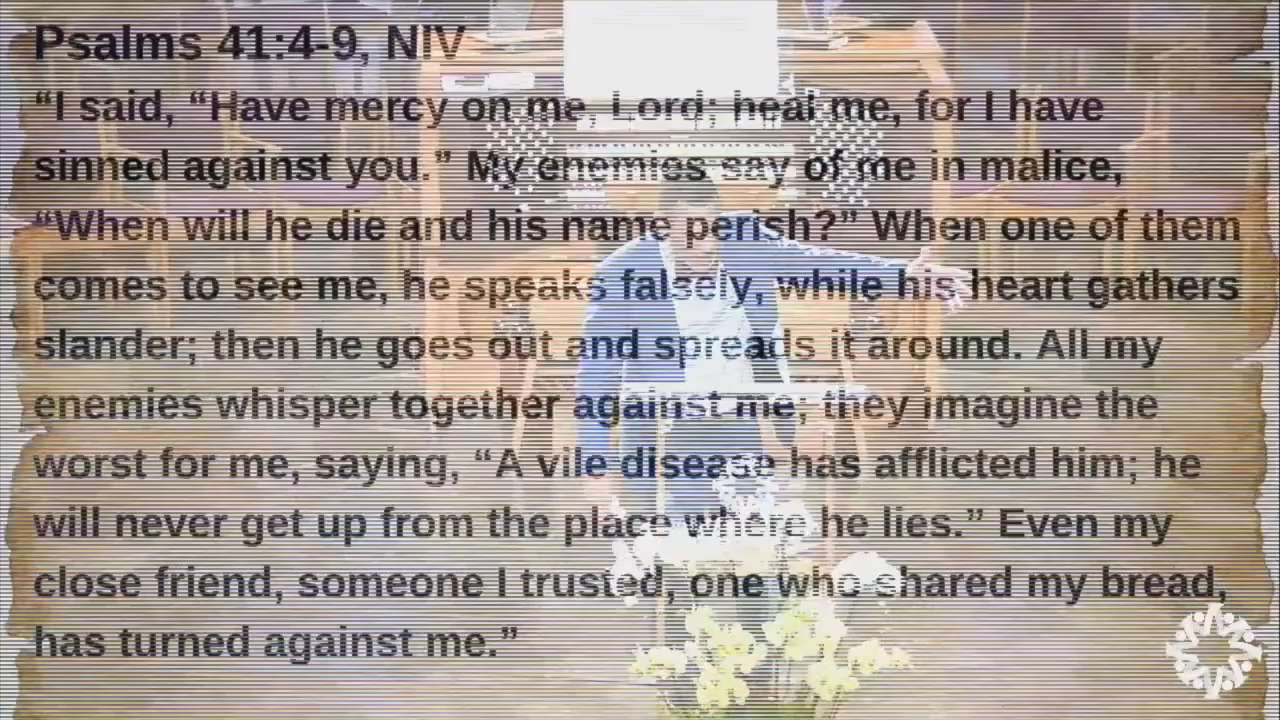 Psalms 41:4-9, NIV
“I said, “Have mercy on me, Lord; heal me, for I have
sinned against you.” My enemies say of me in malice,
“When will he die and his name perish?” When one of them
comes to see me, he speaks falsely, while his heart gathers
slander; then he goes out and spreads it around. All my
enemies whisper together against me; they imagine the
worst for me, saying, “A vile disease has afflicted him; he
will never get up from the place where he lies.” Even my
close friend, someone I trusted, one who shared my bread,
has turned against me.”